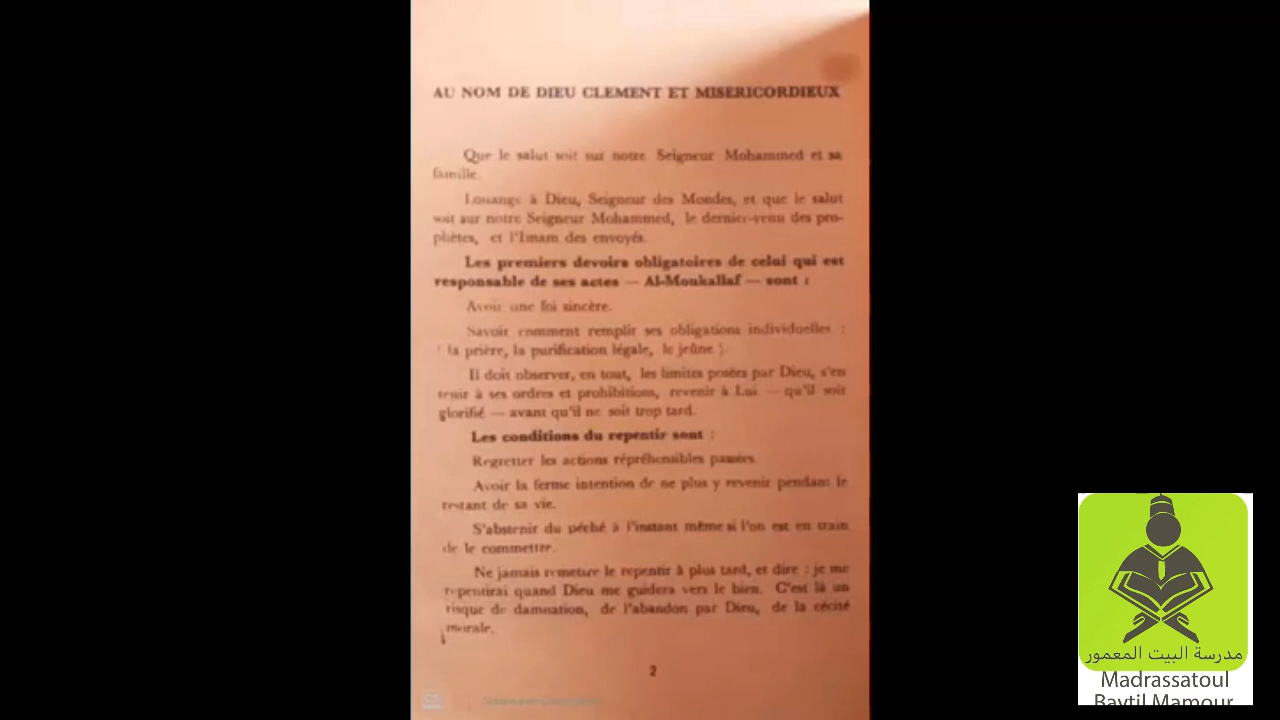 AU NOM DE DIEU CLEMENT ET MISERICORDIEUX
Que le salut soit sur notre Seigneur Mohammed et sa
famille.
Louange à Dieu, Seigneur des Mondes, et que le salut
soit sur notre Seigneur Mohammed, le dernier-venu des pro-
phètes, et l'Imam des envoyés.
Les premiers devoirs obligatoires de celui qui est
responsable de ses actes — Al-Moukallaf — sont :
Avoir une foi sincère.
Savoir comment remplir ses obligations individuelles :
( la prière, la purification légale, le jeûne ).
Il doit observer, en tout, les limites posées par Dieu, s'en
tenir à ses ordres et prohibitions, revenir à Lui — qu'il soit
glorifié — avant qu'il ne soit trop tard.
Les conditions du repentir sont :
Regretter les actions répréhensibles passées.
Avoir la ferme intention de ne plus y revenir pendant le
restant de sa vie.
S'abstenir du péché à l'instant même si l'on est en train
de le commettre.
Ne jamais remettre le repentir à plus tard, et dire : je me
repentirai quand Dieu me guidera vers le bien. C'est là un
risque de damnation, de l'abandon par Dieu, de la cécité
morale.
2
CS
مدرسة البيت المعمور
Madrassatoul
Baytil Mamour